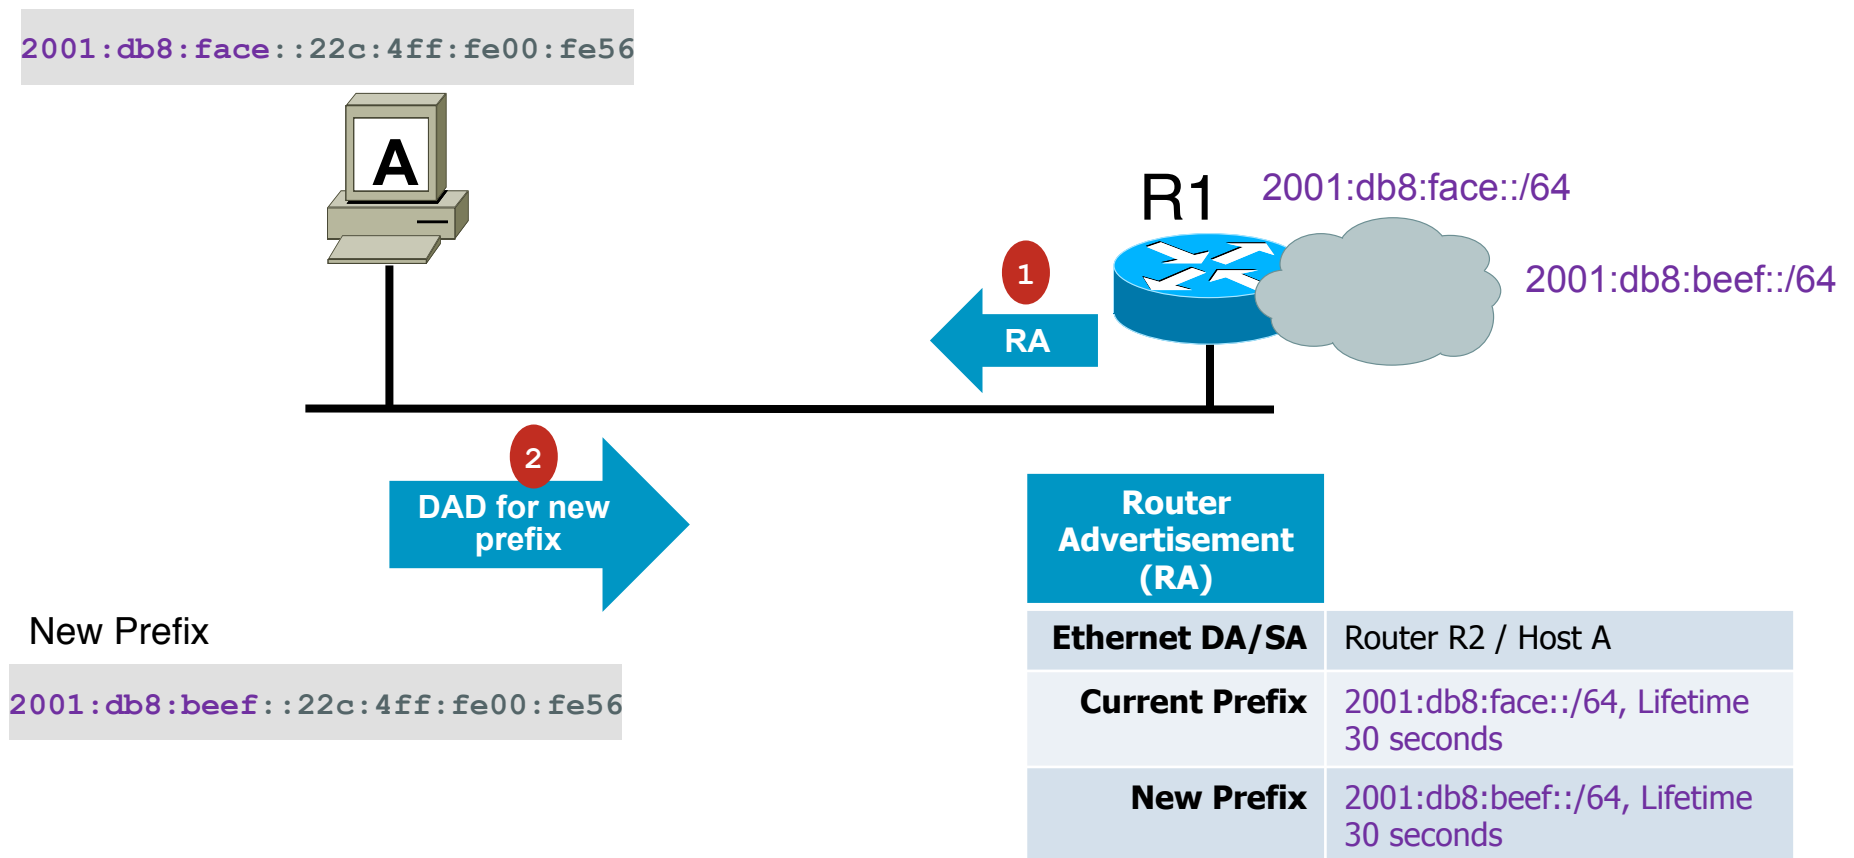 2001:db8:face::22c:4ff:fe00:fe56
A
R1
2001:db8:face::/64
2001:db8:beef::/64
1
RA
2
DAD for new
prefix
New Prefix
2001:db8:beef::22c:4ff:fe00:fe56
Router
Advertisement
(RA)
Ethernet DA/SA Router R2 / Host A
Current Prefix 2001:db8:face::/64, Lifetime
30 seconds
New Prefix 2001:db8:beef::/64, Lifetime
30 seconds